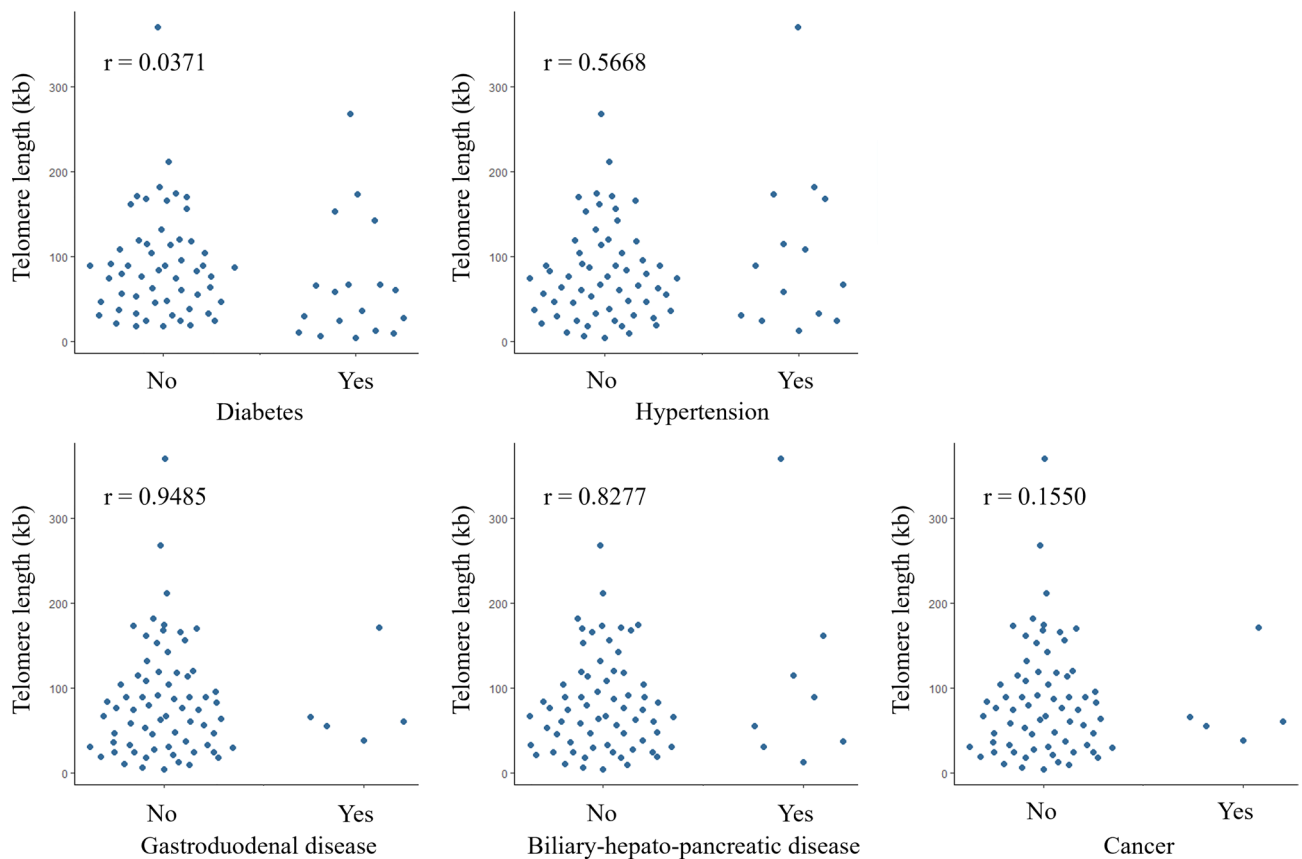 Telomere length (kb)
300
200
100
0
r = 0.0371
No
Yes
Diabetes
Telomere length (kb)
300
200
100
0
r = 0.5668
No
Yes
Hypertension
Telomere length (kb)
300
200
100
0
r = 0.9485
No
Yes
Gastroduodenal disease
Telomere length (kb)
300
200
100
0
r = 0.8277
No
Yes
Biliary-hepato-pancreatic disease
Telomere length (kb)
300
200
100
0
r = 0.1550
No
Yes
Cancer